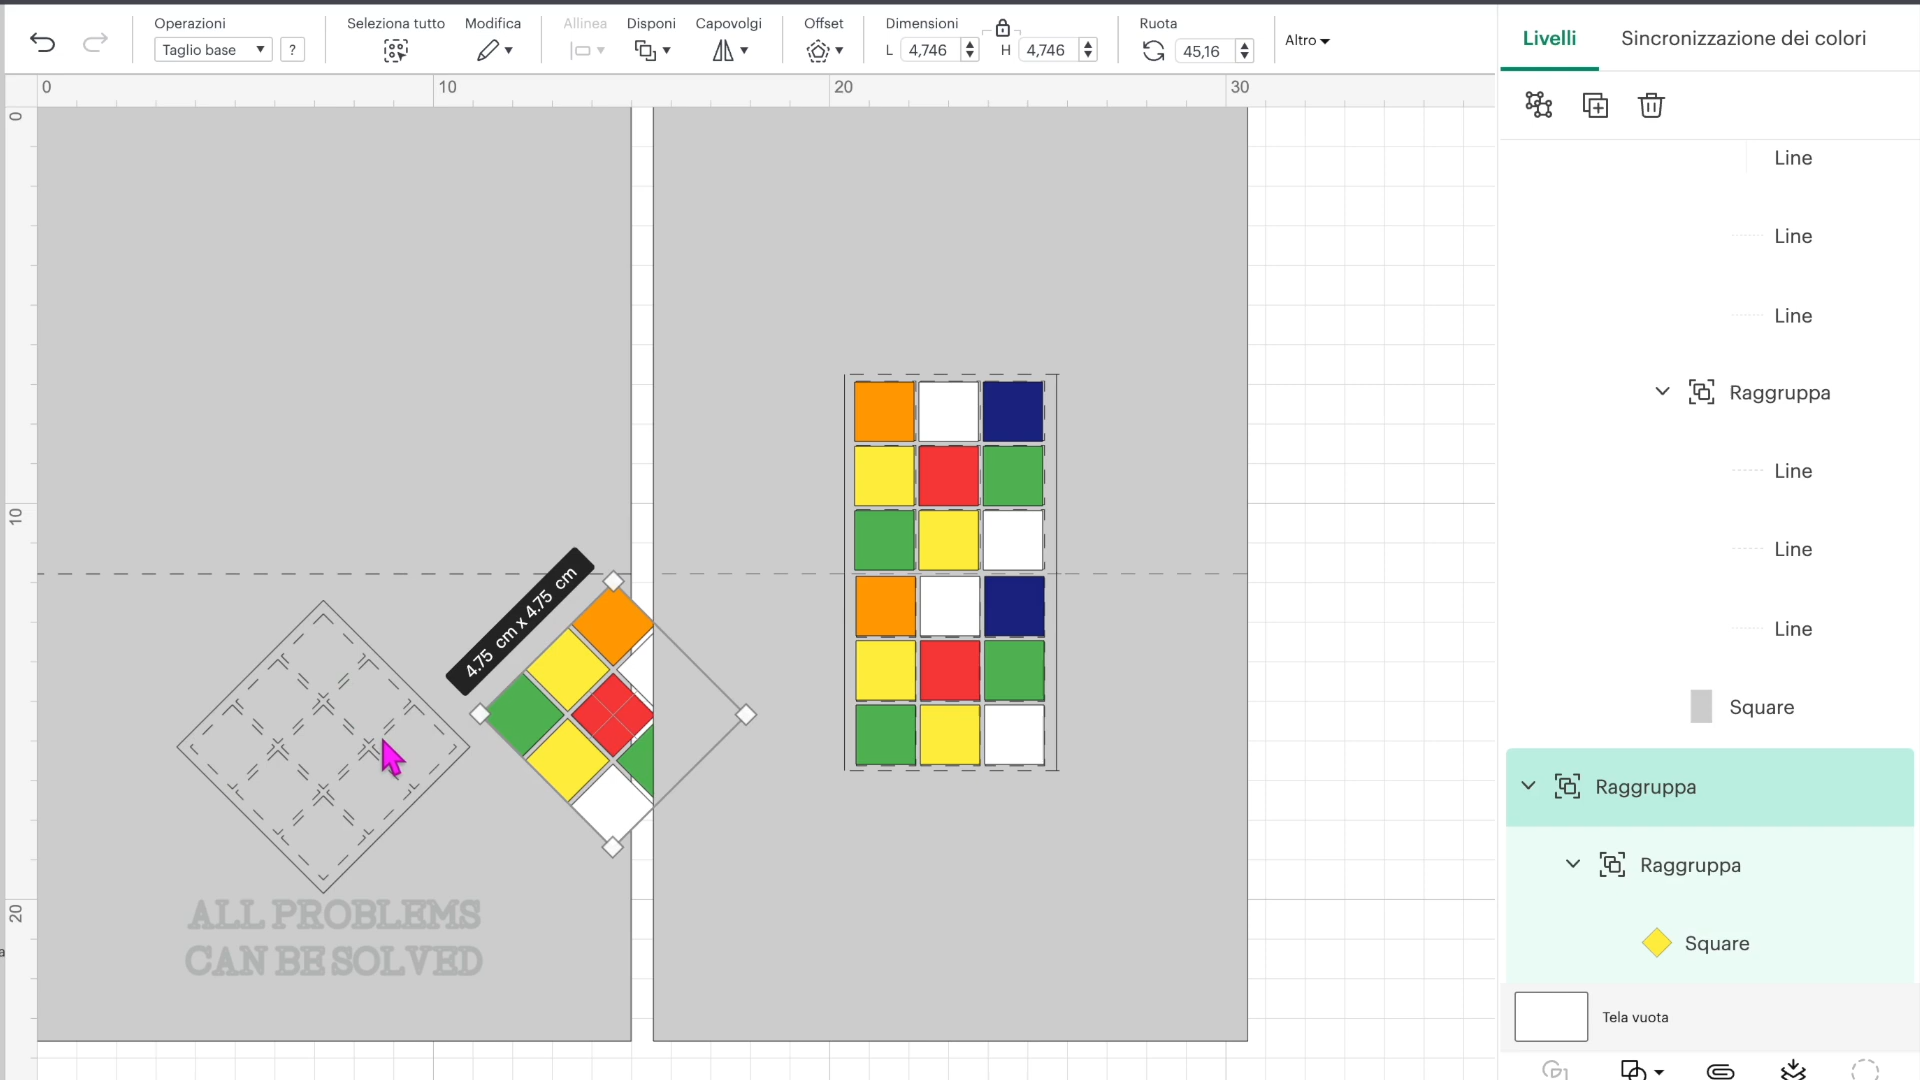 Operazioni
Taglio base
?
Seleziona tutto
Modifica
Allinea
Disponi
Capovolgi
Offset
Dimensioni
L 4,746
H 4,746
Ruota
45,16
Altro
Livelli
Sincronizzazione dei colori
0
10
20
30
0
10
20
4.75 cm x 4.75 cm
ALL PROBLEMS
CAN BE SOLVED
Line
Line
Line
Raggruppa
Line
Line
Line
Square
Raggruppa
Raggruppa
Square
Tela vuota